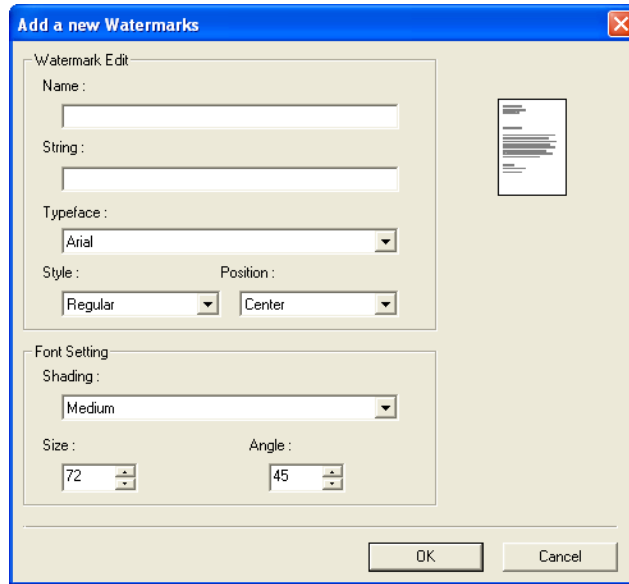 Add a new Watermarks
Watermark Edit
Name :
String :
Typeface :
Arial
Style : Position :
Regular Center
Font Setting
Shading :
Medium
Size : Angle :
72 45
OK Cancel